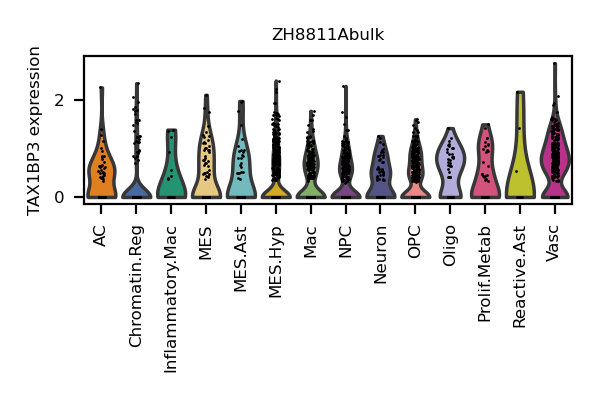 ZH8811Abulk
TAX1BP3 expression
2
0
AC
Chromatin.Reg
Inflammatory.Mac
MES
MES.Ast
MES.Hyp
Mac
NPC
Neuron
OPC
Oligo
Prolif.Metab
Reactive.Ast
Vasc